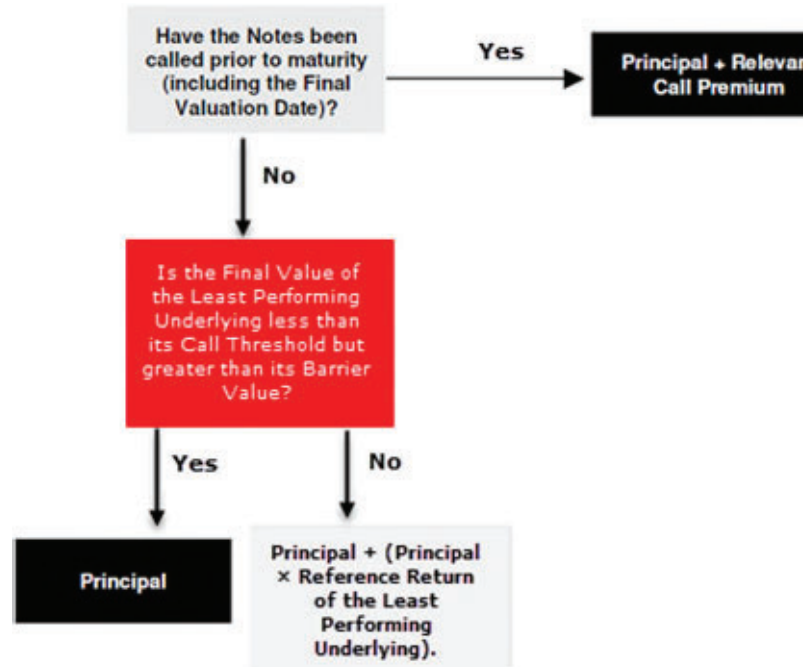 Have the Notes been
called prior to maturity
(including the Final
Valuation Date)?
Yes
Principal + Relevan
Call Premium
No
Is the Final Value of
the Least Performing
Underlying less than
its Call Threshold but
greater than its Barrier
Value?
Yes
No
Principal
Principal + (Principal
× Reference Return
of the Least
Performing
Underlying).